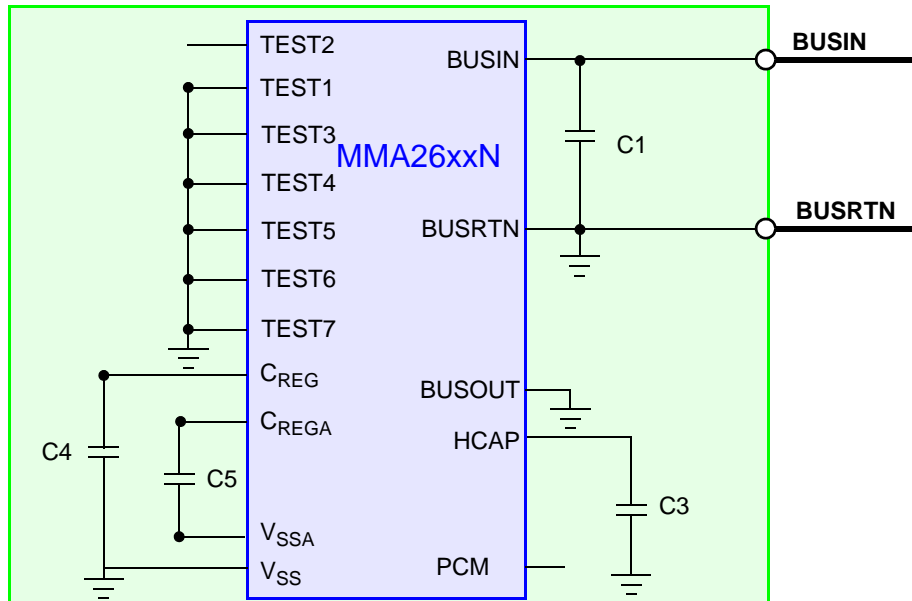 TEST2
TEST1
TEST3
TEST4
TEST5
TEST6
TEST7
CREG
CREGA
VSSA
VSS
MMA26xxN
BUSIN
BUSRTN
BUSOUT
HCAP
PCM
C1
C3
C4
C5
BUSIN
BUSRTN